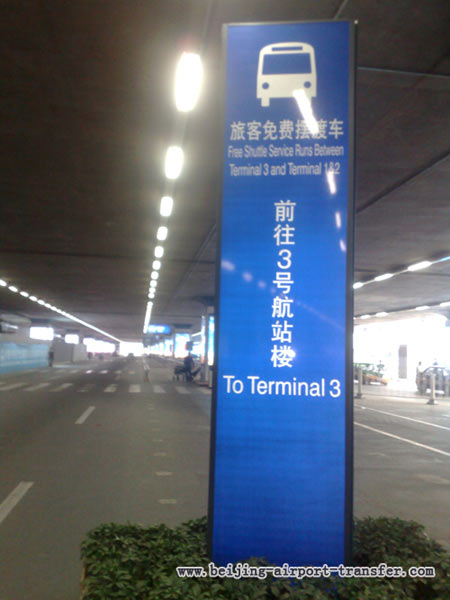 旅客免费摆渡车
Free Shuttle Service Runs Between
Terminal 3 and Terminal 1&2
前往3号航站楼
To Terminal 3
www.beijing-airport-transfer.com